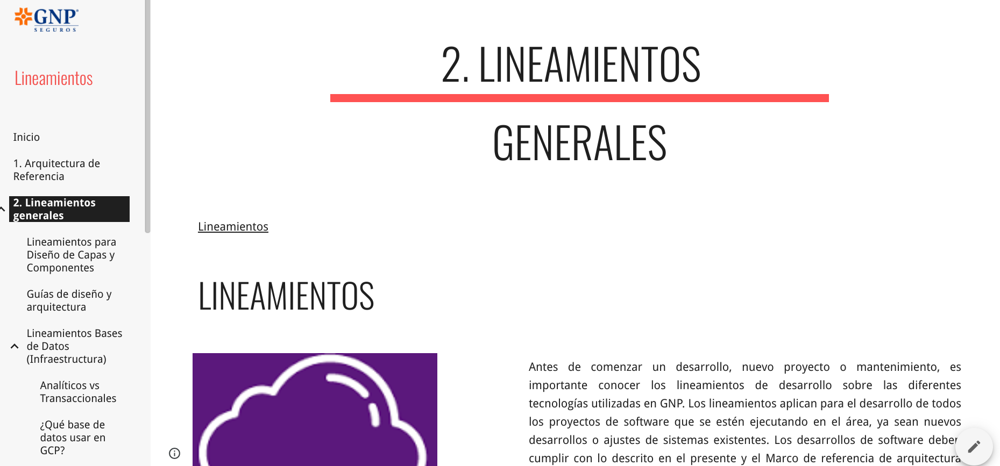 GNP
SEGUROS
Lineamientos
Inicio
1. Arquitectura de
Referencia
2. Lineamientos
generales
Lineamientos para
Diseño de Capas y
Componentes
Guías de diseño y
arquitectura
Lineamientos Bases
de Datos
(Infraestructura)
Analíticos vs
Transaccionales
¿Qué base de
datos usar en
GCP?
2. LINEAMIENTOS
GENERALES
Lineamientos
LINEAMIENTOS
Antes de comenzar un desarrollo, nuevo proyecto o mantenimiento, es
importante conocer los lineamientos de desarrollo sobre las diferentes
tecnologías utilizadas en GNP. Los lineamientos aplican para el desarrollo de todos
los proyectos de software que se estén ejecutando en el área, ya sean nuevos
desarrollos o ajustes de sistemas existentes. Los desarrollos de software deben
cumplir con lo descrito en el presente y el Marco de referencia de arquitectura